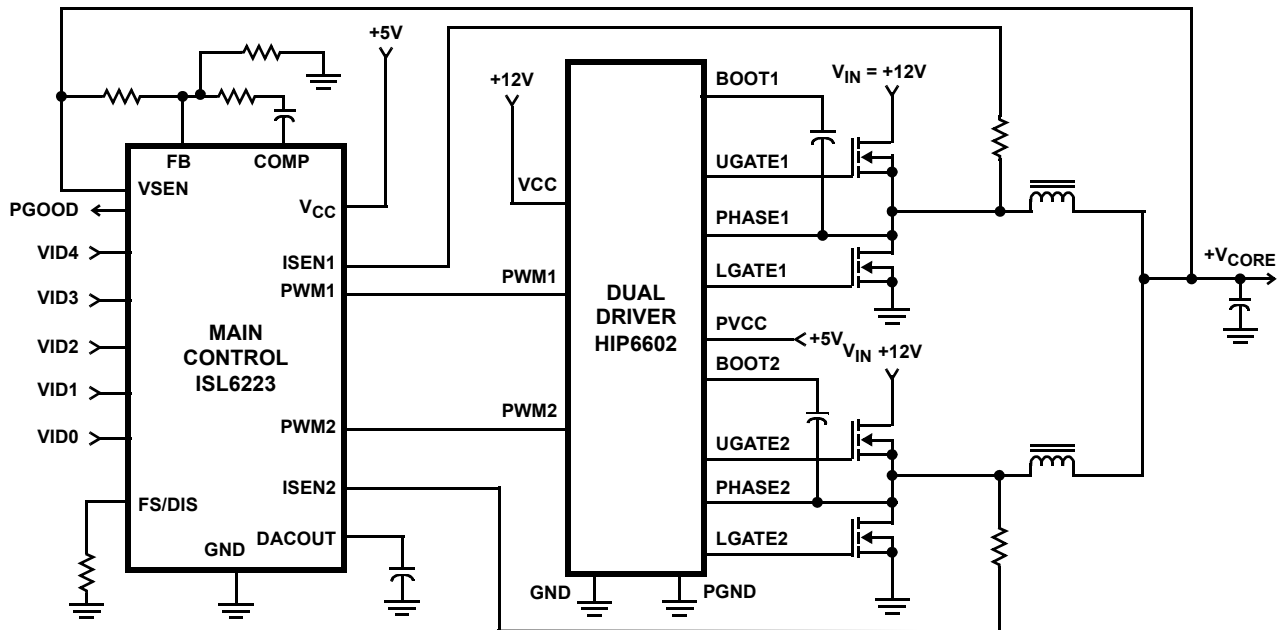 +5V
+12V
BOOT1
V_IN = +12V
FB
COMP
VSEN
PGOOD
V_CC
VCC
UGATE1
PHASE1
VID4
ISEN1
PWM1
PWM1
LGATE1
+V_CORE
VID3
MAIN
CONTROL
ISL6223
DUAL
DRIVER
HIP6602
PVCC
+5V
V_IN +12V
VID2
BOOT2
VID1
VID0
PWM2
PWM2
UGATE2
ISEN2
PHASE2
FS/DIS
DACOUT
LGATE2
GND
GND
PGND